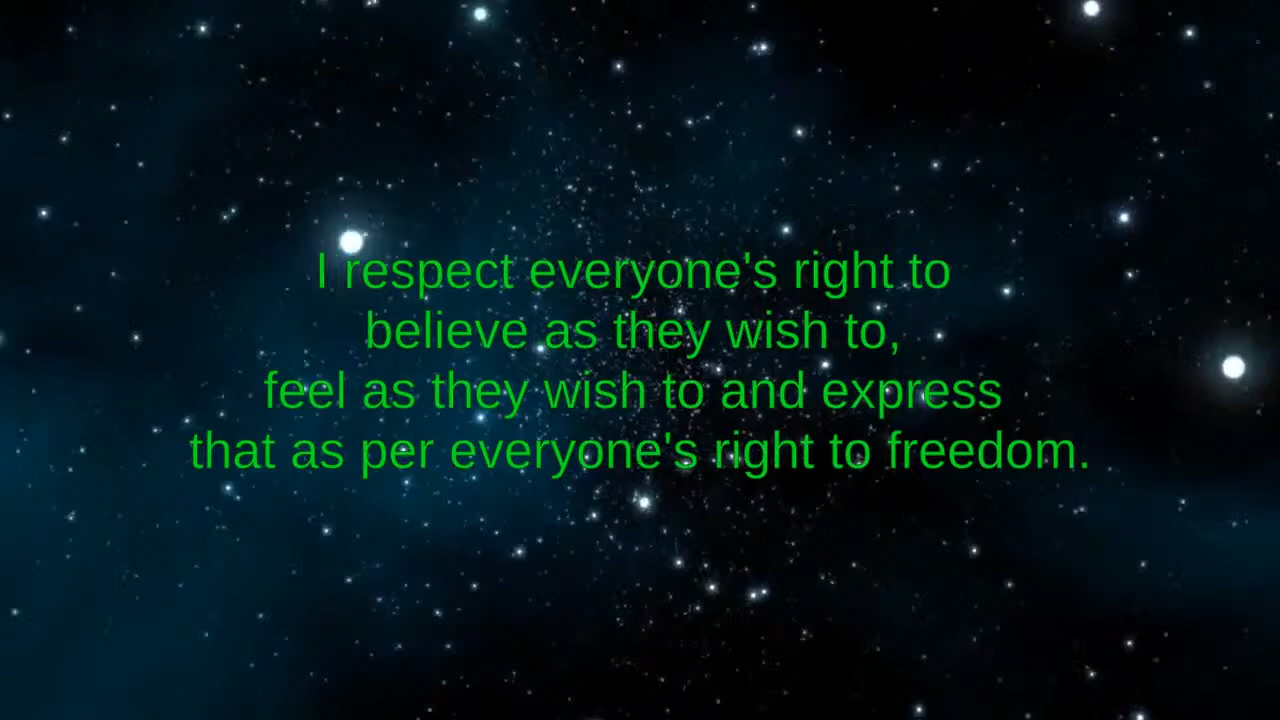 I respect everyone's right to
believe as they wish to,
feel as they wish to and express
that as per everyone's right to freedom.